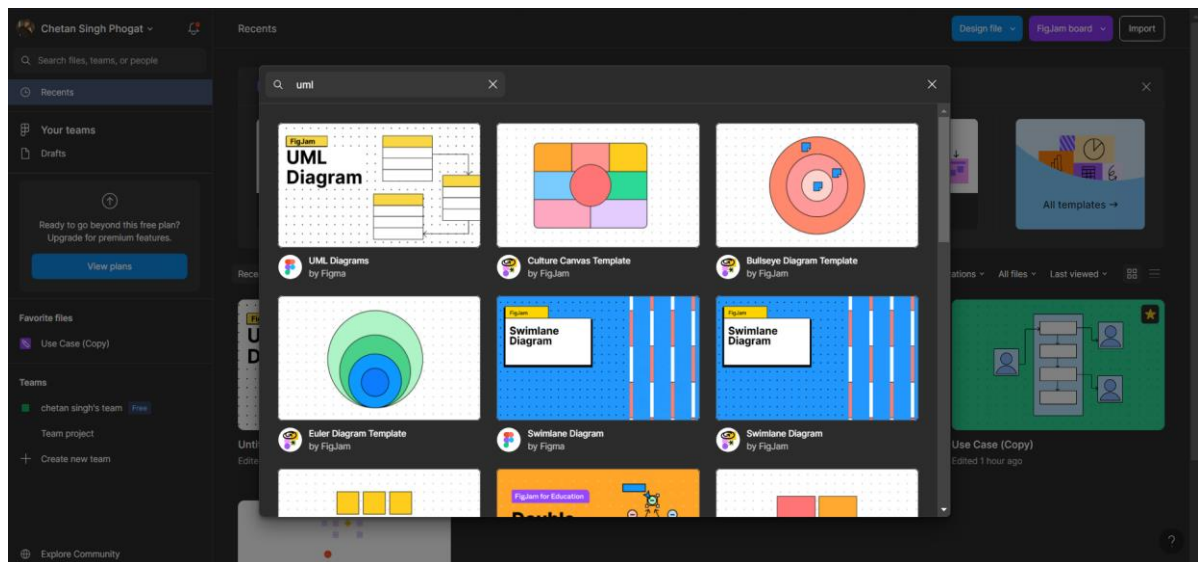 Chetan Singh Phogat
Recents
Design file
FigJam board
Import
Search files, teams, or people
Recents
Your teams
Drafts
Ready to go beyond this free plan?
Upgrade for premium features.
View plans
Favorite files
Use Case (Copy)
Teams
chetan singh's team Free
Team project
+ Create new team
Explore Community
uml
FigJam
UML
Diagram
UML Diagrams
by Figma
Culture Canvas Template
by FigJam
Bullseye Diagram Template
by FigJam
Euler Diagram Template
by FigJam
FigJam
Swimlane
Diagram
Swimlane Diagram
by Figma
FigJam
Swimlane
Diagram
Swimlane Diagram
by FigJam
FigJam for Education
Double
All templates →
All files
Last viewed
Use Case (Copy)
Edited 1 hour ago
?